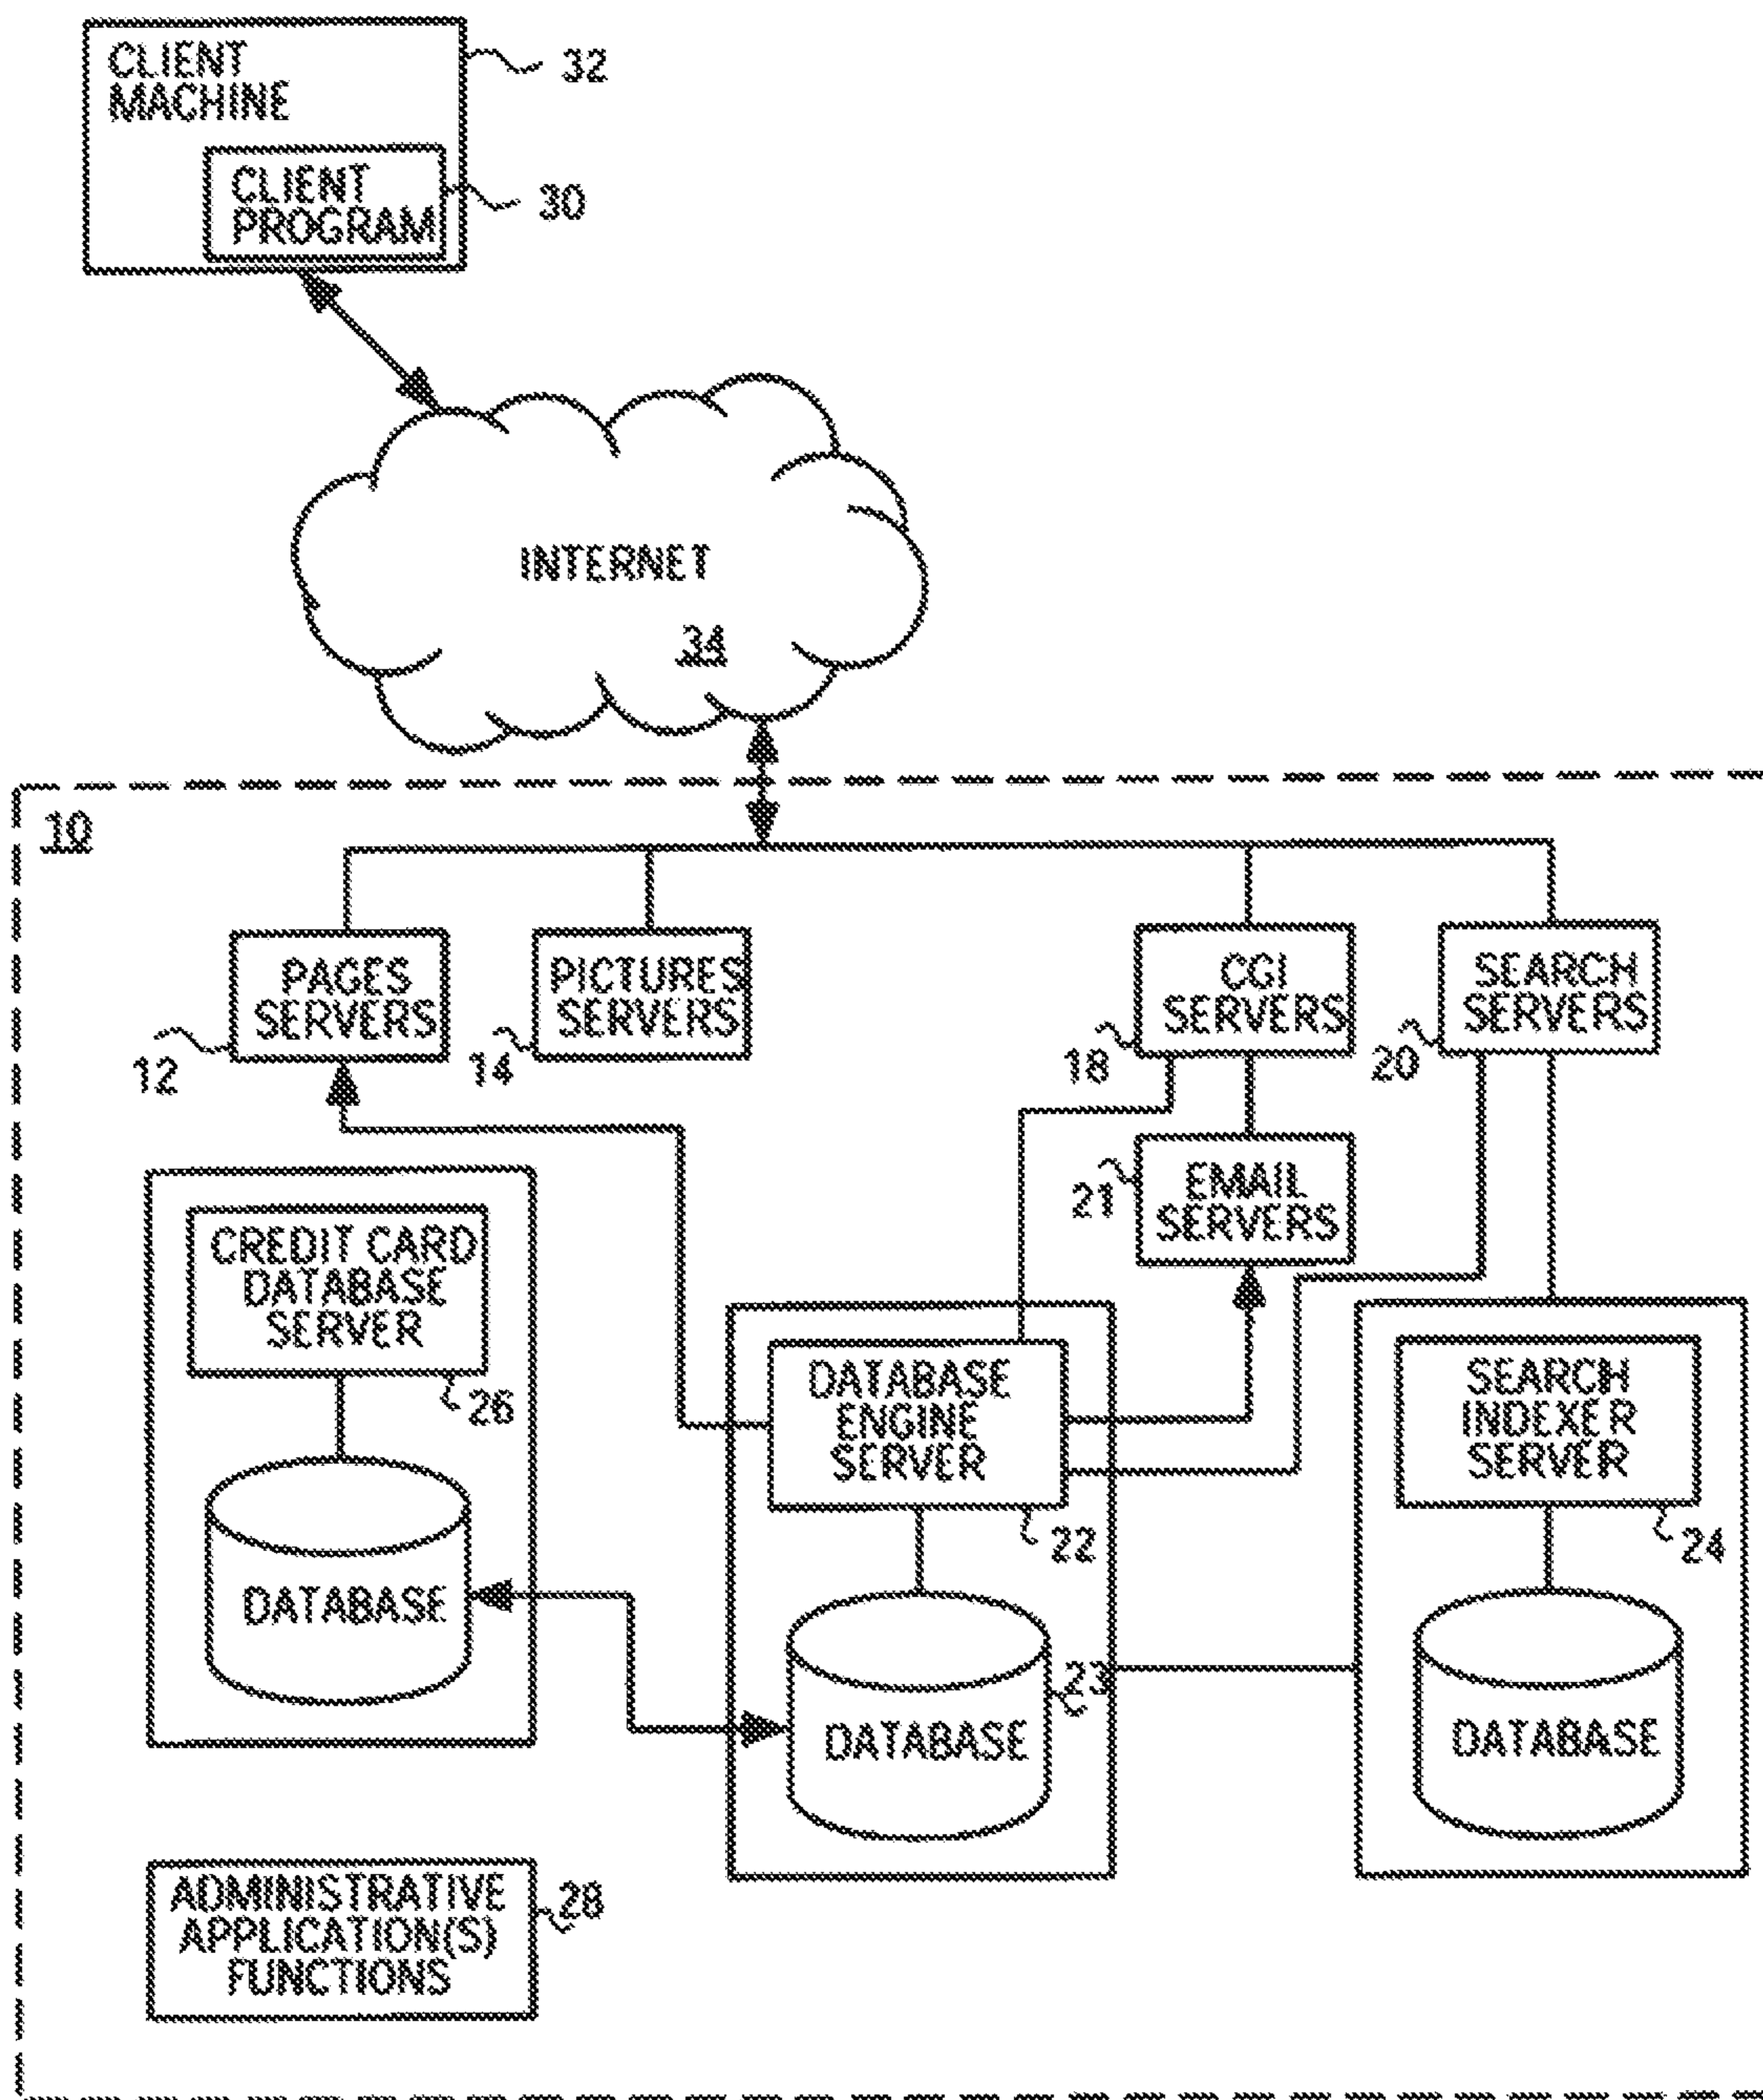 CLIENT
MACHINE
32
CLIENT
PROGRAM
30
INTERNET
34
10
PAGES
SERVERS
12
PICTURES
SERVERS
14
CGI
SERVERS
18
SEARCH
SERVERS
20
EMAIL
SERVERS
21
CREDIT CARD
DATABASE
SERVER
26
DATABASE
DATABASE
ENGINE
SERVER
22
DATABASE
23
SEARCH
INDEXER
SERVER
24
DATABASE
ADMINISTRATIVE
APPLICATION(S)
FUNCTIONS
28